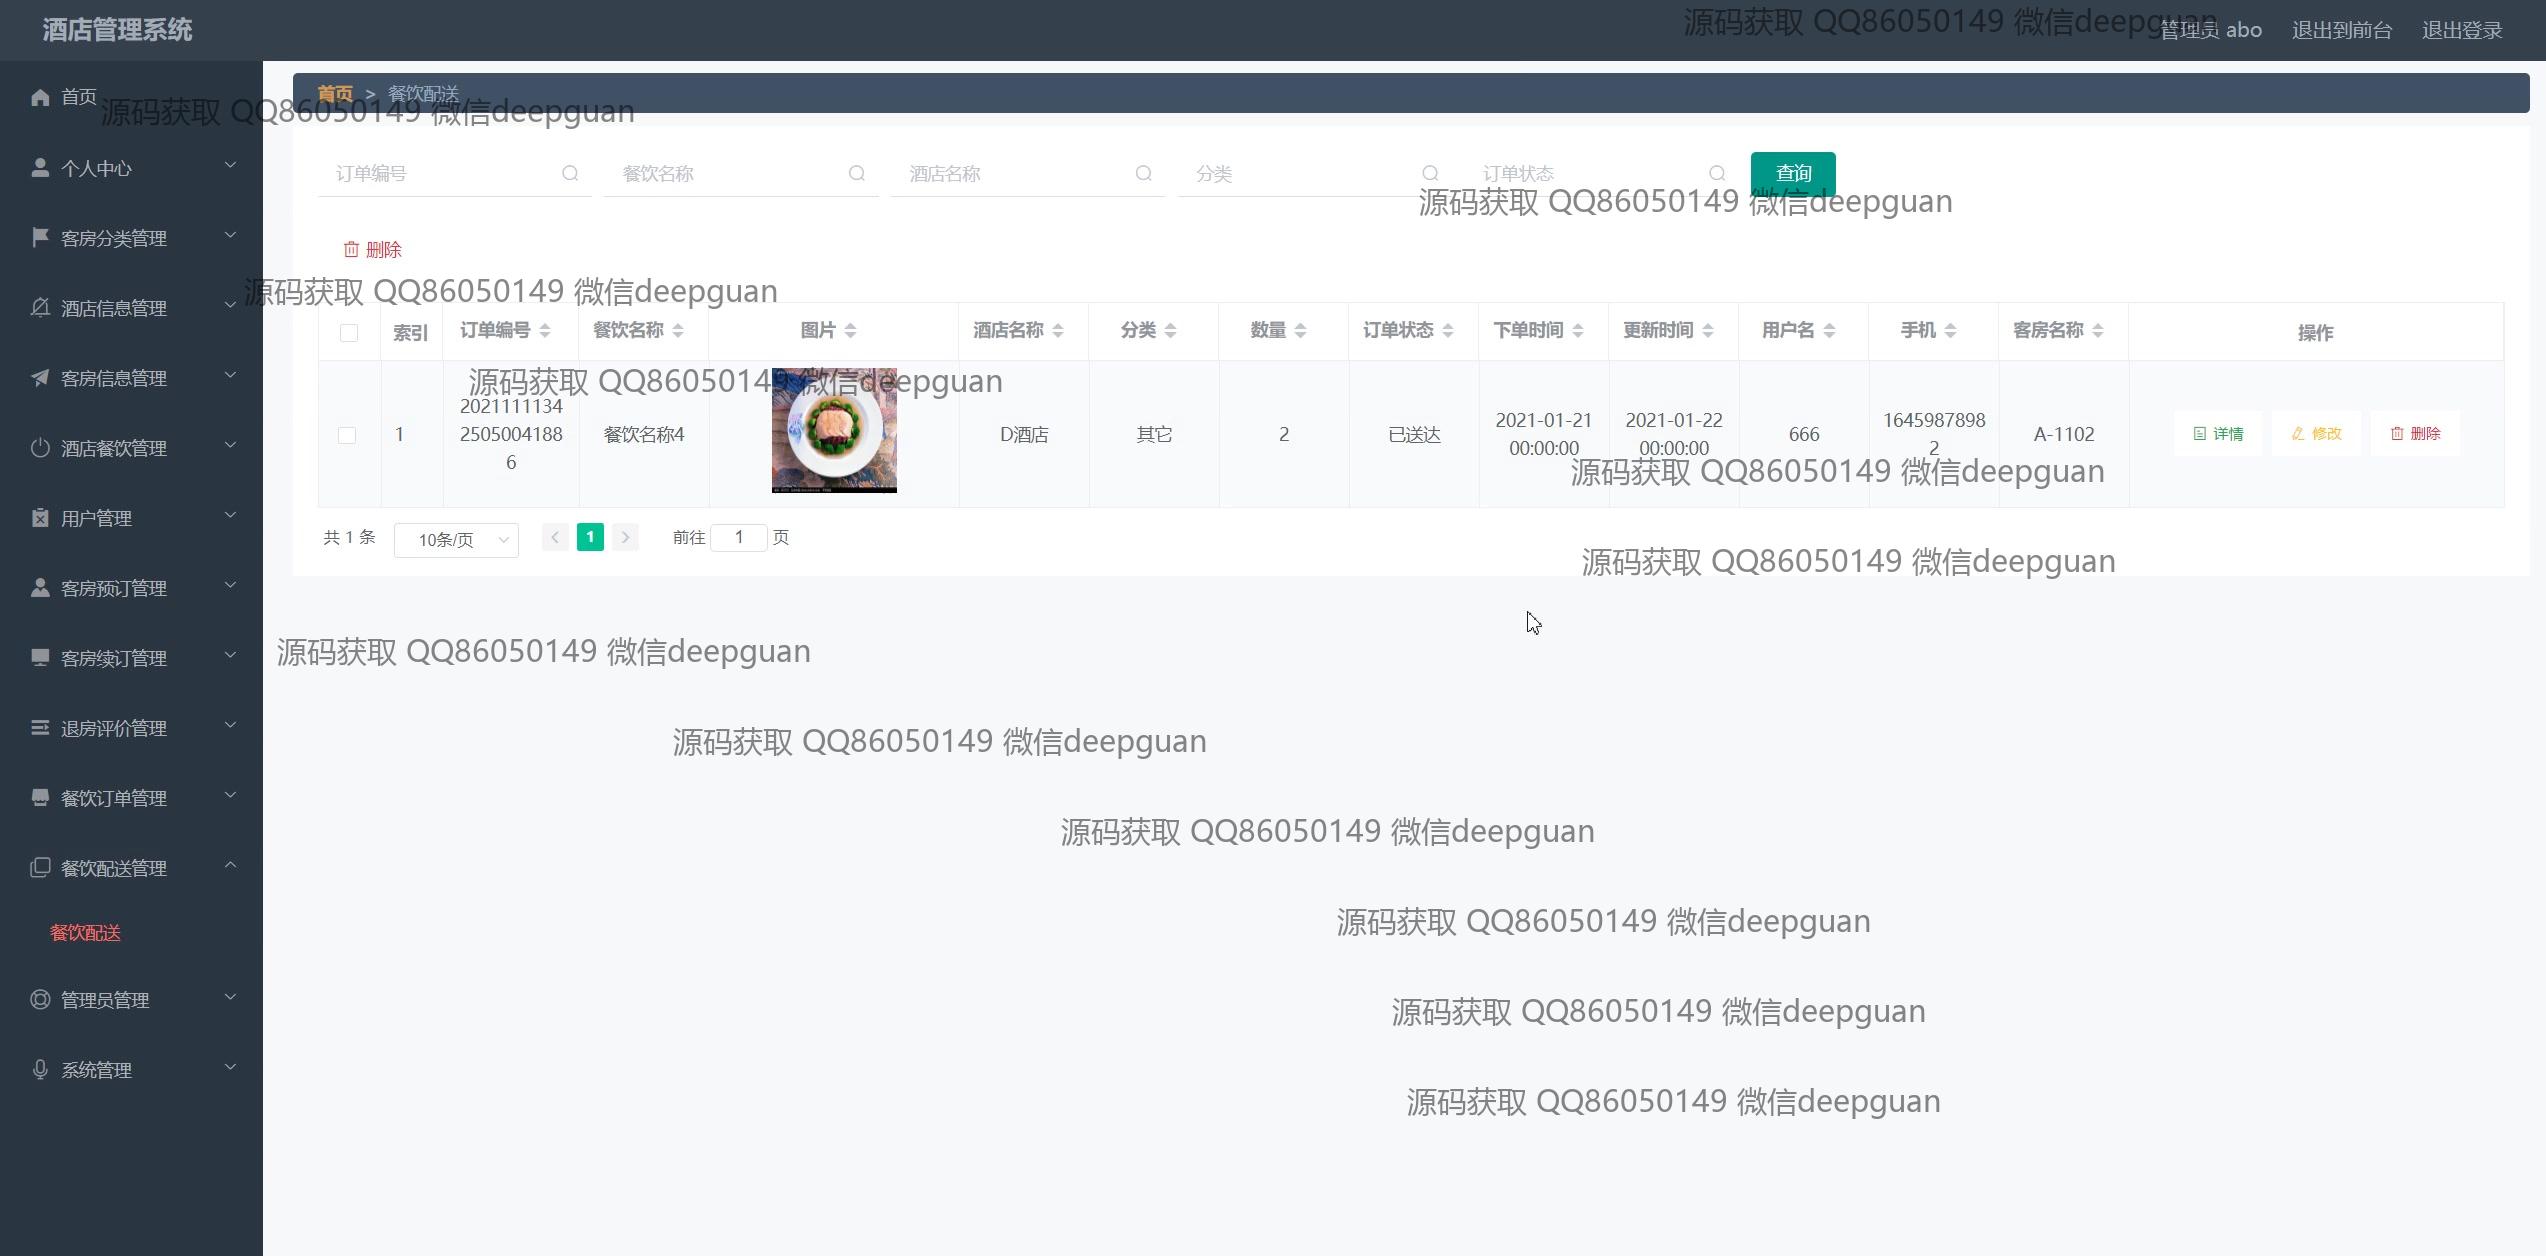 酒店管理系统
源码获取 QQ86050149 微信deepguan
管理员 abo
退出到前台
退出登录
首页
首页 > 餐饮配送
源码获取 QQ86050149 微信deepguan
个人中心
订单编号
餐饮名称
酒店名称
分类
订单状态
查询
源码获取 QQ86050149 微信deepguan
客房分类管理
删除
源码获取 QQ86050149 微信deepguan
酒店信息管理
索引
订单编号
餐饮名称
图片
酒店名称
分类
数量
订单状态
下单时间
更新时间
用户名
手机
客房名称
操作
客房信息管理
源码获取 QQ86050149 微信deepguan
1
2021111134
2505004188
6
餐饮名称4
D酒店
其它
2
已送达
2021-01-21
00:00:00
2021-01-22
00:00:00
666
1645987898
2
A-1102
详情
修改
删除
酒店餐饮管理
源码获取 QQ86050149 微信deepguan
用户管理
共 1 条
10条/页
1
前往 1 页
源码获取 QQ86050149 微信deepguan
客房预订管理
客房续订管理
源码获取 QQ86050149 微信deepguan
退房评价管理
源码获取 QQ86050149 微信deepguan
餐饮订单管理
源码获取 QQ86050149 微信deepguan
餐饮配送管理
餐饮配送
源码获取 QQ86050149 微信deepguan
管理员管理
源码获取 QQ86050149 微信deepguan
系统管理
源码获取 QQ86050149 微信deepguan